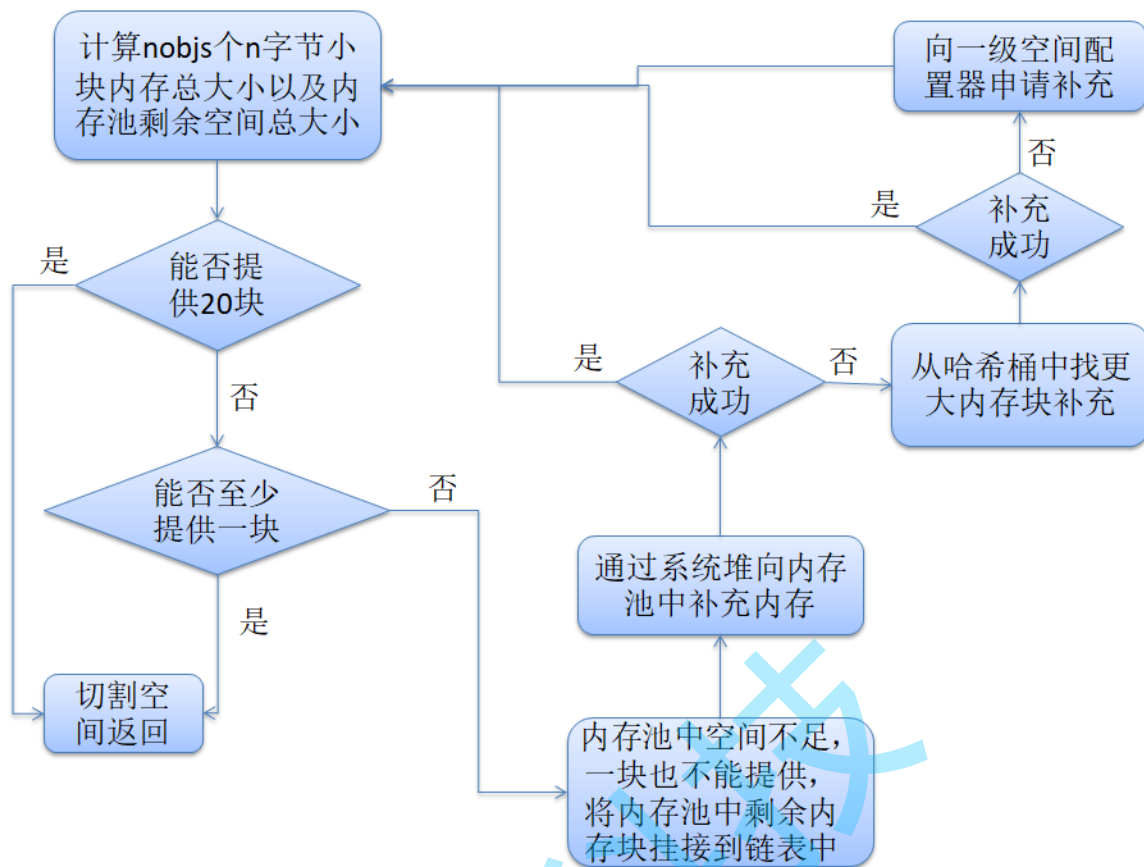 计算nobjs个n字节小
块内存总大小以及内
存池剩余空间总大小
是
能否提
供20块
否
能否至少
提供一块
否
是
切割空
间返回
内存池中空间不足，
一块也不能提供，
将内存池中剩余内
存块挂接到链表中
通过系统堆向内存
池中补充内存
是
补充
成功
否
从哈希桶中找更
大内存块补充
是
补充
成功
否
向一级空间配
置器申请补充